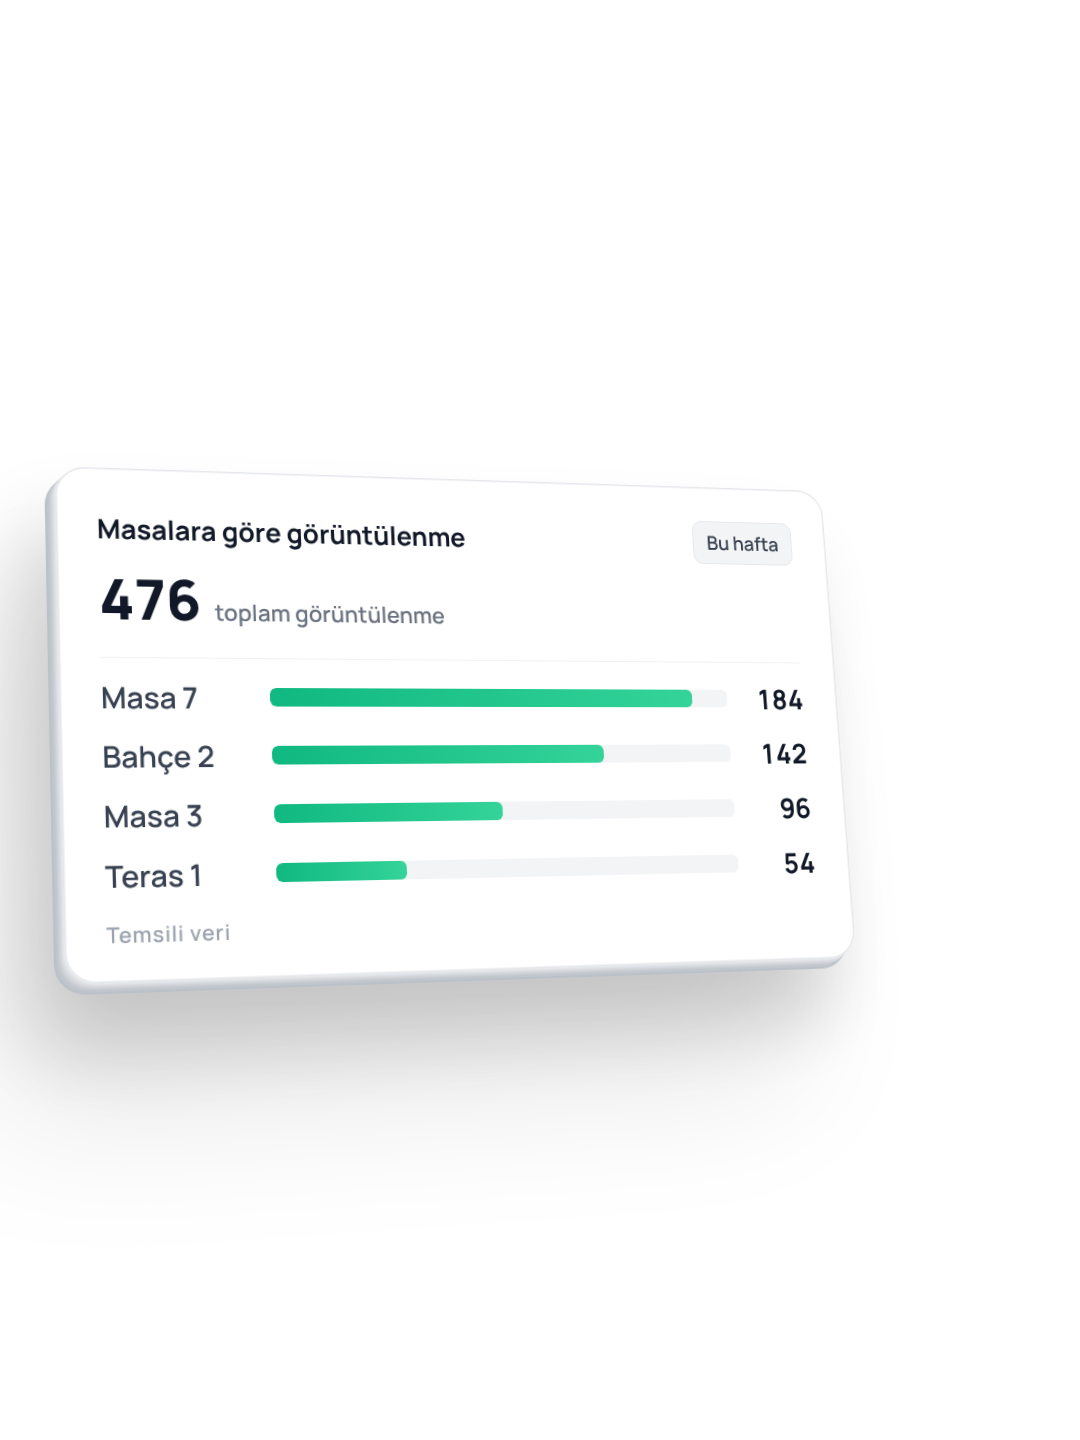 Masalara göre görüntülenme
Bu hafta
476 toplam görüntülenme
Masa 7 184
Bahçe 2 142
Masa 3 96
Teras 1 54
Temsili veri